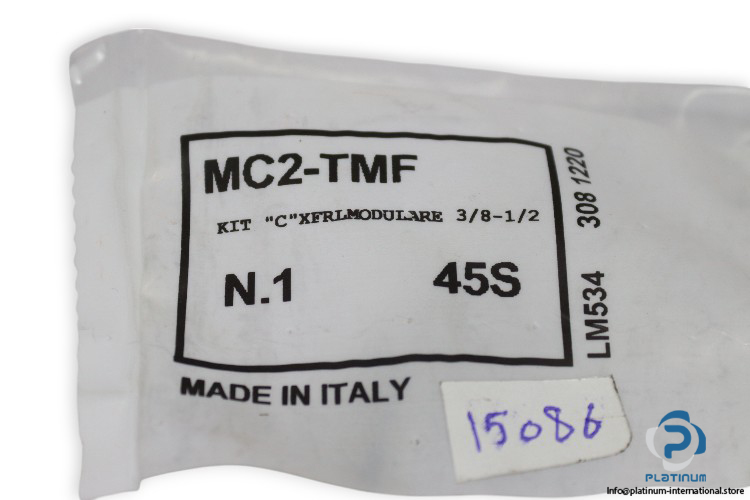 MC2-TMF
KIT "C"XFRLMODULARE 3/8-1/2
N.1 45S
MADE IN ITALY
LM534 308 1220
15086
PLATINUM
Info@platinum-international.store